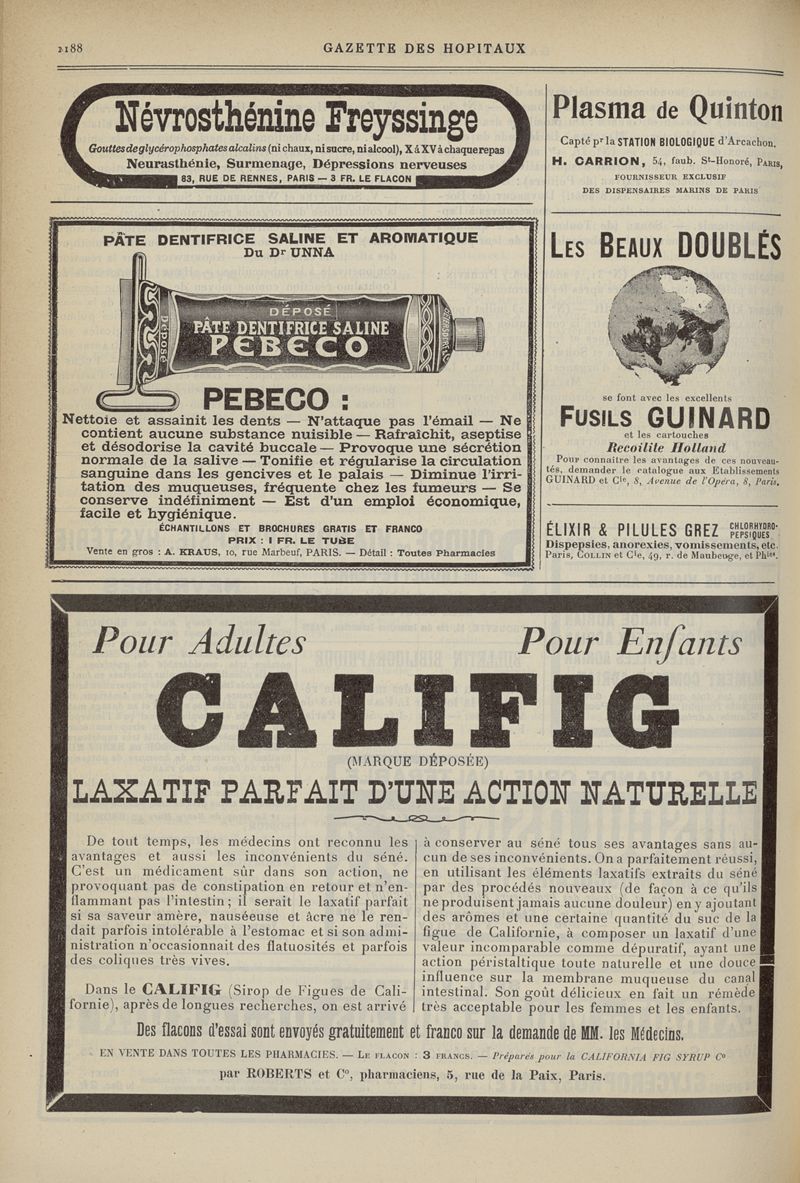 2188
GAZETTE DES HOPITAUX
Névrosthénine Freyssinge
Gouttes de glycérophosphates alcalins (ni chaux, ni sucre, ni alcool), X à XV à chaque repas
Neurasthénie, Surmenage, Dépressions nerveuses
83, RUE DE RENNES, PARIS — 3 FR. LE FLACON
PÂTE DENTIFRICE SALINE ET AROMATIQUE
Du Dr UNNA
DÉPOSÉ
Déposé
PÂTE DENTIFRICE SALINE
PEBECO
PEBECO :
Nettoie et assainit les dents — N'attaque pas l'émail — Ne
contient aucune substance nuisible — Rafraîchit, aseptise
et désodorise la cavité buccale — Provoque une sécrétion
normale de la salive — Tonifie et régularise la circulation
sanguine dans les gencives et le palais — Diminue l'irri-
tation des muqueuses, fréquente chez les fumeurs — Se
conserve indéfiniment — Est d'un emploi économique,
facile et hygiénique.
ÉCHANTILLONS ET BROCHURES GRATIS ET FRANCO
PRIX : 1 FR. LE TUBE
Vente en gros : A. KRAUS, 10, rue Marbeuf, PARIS. — Détail : Toutes Pharmacies
Plasma de Quinton
Capté pr la STATION BIOLOGIQUE d'Arcachon.
H. CARRION, 54, faub. St-Honoré, PARIS,
FOURNISSEUR EXCLUSIF
DES DISPENSAIRES MARINS DE PARIS
LES BEAUX DOUBLÉS
se font avec les excellents
FUSILS GUINARD
et les cartouches
Recoilite Holland
Pour connaître les avantages de ces nouveau-
tés, demander le catalogue aux Etablissements
GUINARD et Cie, 8, Avenue de l'Opéra, 8, Paris.
ÉLIXIR & PILULES GREZ CHLORHYDRO-PEPSIQUES
Dispepsies, anorexies, vomissements, etc.
Paris, COLLIN et Cie, 49, r. de Maubeuge, et Phies.
Pour Adultes
Pour Enfants
CALIFIG
(MARQUE DÉPOSÉE)
LAXATIF PARFAIT D'UNE ACTION NATURELLE
De tout temps, les médecins ont reconnu les
avantages et aussi les inconvénients du séné.
C'est un médicament sûr dans son action, ne
provoquant pas de constipation en retour et n'en-
flammant pas l'intestin ; il serait le laxatif parfait
si sa saveur amère, nauséeuse et âcre ne le ren-
dait parfois intolérable à l'estomac et si son admi-
nistration n'occasionnait des flatuosités et parfois
des coliques très vives.
Dans le CALIFIG (Sirop de Figues de Cali-
fornie), après de longues recherches, on est arrivé
à conserver au séné tous ses avantages sans au-
cun de ses inconvénients. On a parfaitement réussi,
en utilisant les éléments laxatifs extraits du séné
par des procédés nouveaux (de façon à ce qu'ils
ne produisent jamais aucune douleur) en y ajoutant
des arômes et une certaine quantité du suc de la
figue de Californie, à composer un laxatif d'une
valeur incomparable comme dépuratif, ayant une
action péristaltique toute naturelle et une douce
influence sur la membrane muqueuse du canal
intestinal. Son goût délicieux en fait un rémède
très acceptable pour les femmes et les enfants.
Des flacons d'essai sont envoyés gratuitement et franco sur la demande de MM. les Médecins.
EN VENTE DANS TOUTES LES PHARMACIES. — LE FLACON : 3 FRANCS. — Préparés pour la CALIFORNIA FIG SYRUP Co
par ROBERTS et Co, pharmaciens, 5, rue de la Paix, Paris.